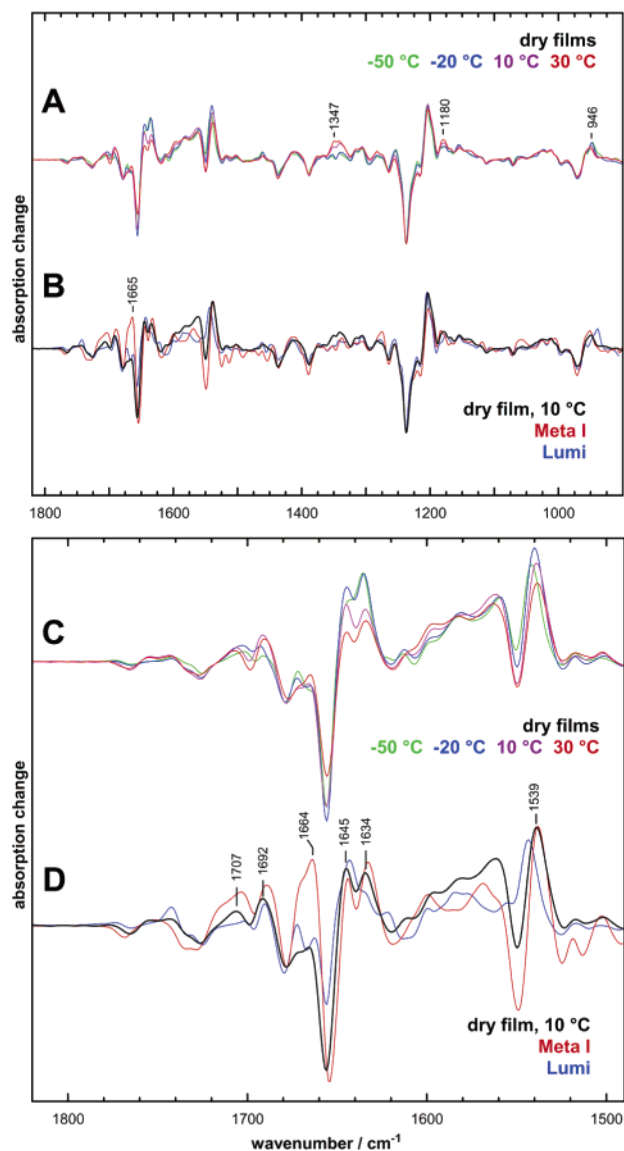 dry films
-50 °C -20 °C 10 °C 30 °C
A
1347
1180
946
B
1665
dry film, 10 °C
Meta I
Lumi
absorption change
1800 1600 1400 1200 1000
C
dry films
-50 °C -20 °C 10 °C 30 °C
D
1707
1692
1664
1645
1634
1539
dry film, 10 °C
Meta I
Lumi
absorption change
1800 1700 1600 1500
wavenumber / cm-1